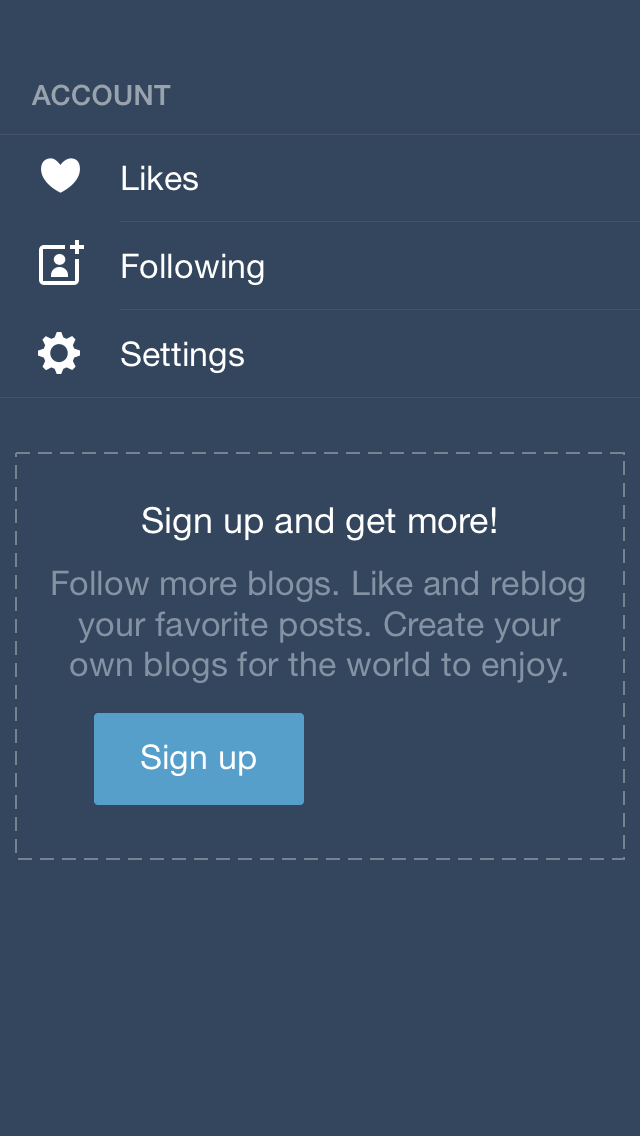 ACCOUNT
Likes
Following
Settings
Sign up and get more!
Follow more blogs. Like and reblog
your favorite posts. Create your
own blogs for the world to enjoy.
Sign up